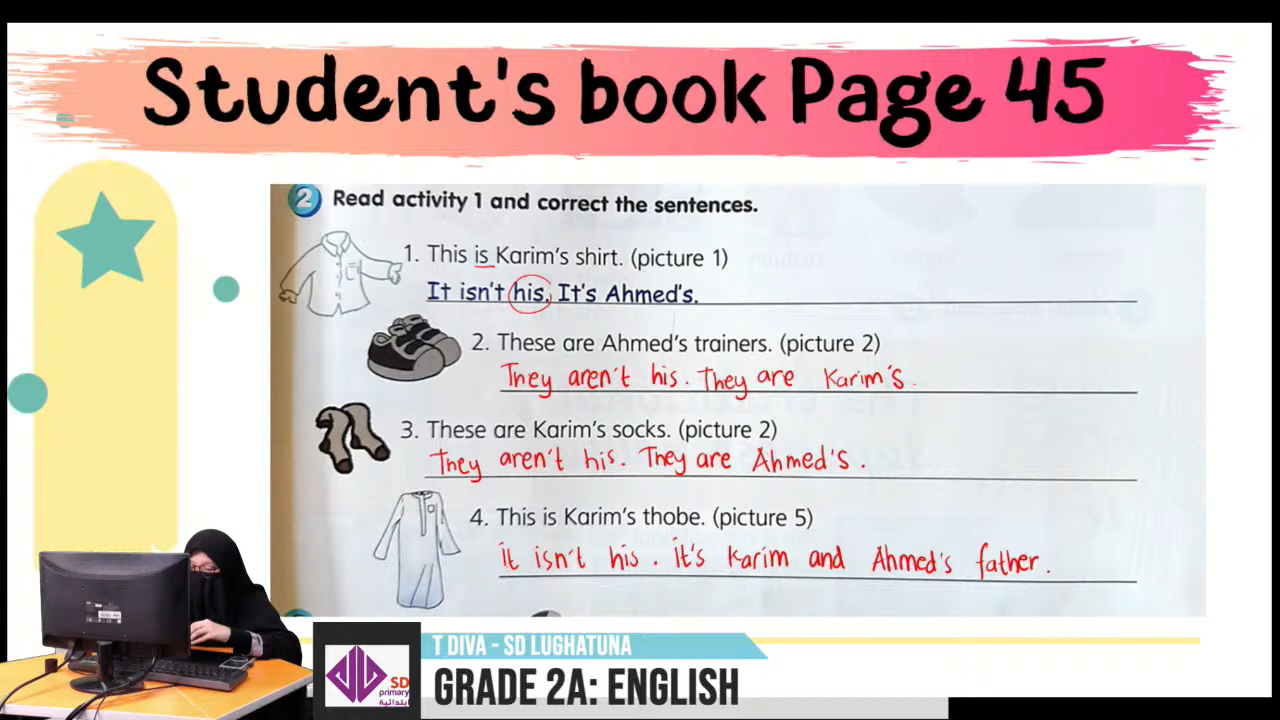 Student's book Page 45
2 Read activity 1 and correct the sentences.
1. This is Karim's shirt. (picture 1)
It isn't his. It's Ahmed's.
2. These are Ahmed's trainers. (picture 2)
They aren't his. They are Karim's.
3. These are Karim's socks. (picture 2)
They aren't his. They are Ahmed's.
4. This is Karim's thobe. (picture 5)
it isn't his. it's Karim and Ahmed's father.
T DIVA - SD LUGHATUNA
SD
primary
ابتدائية
GRADE 2A: ENGLISH